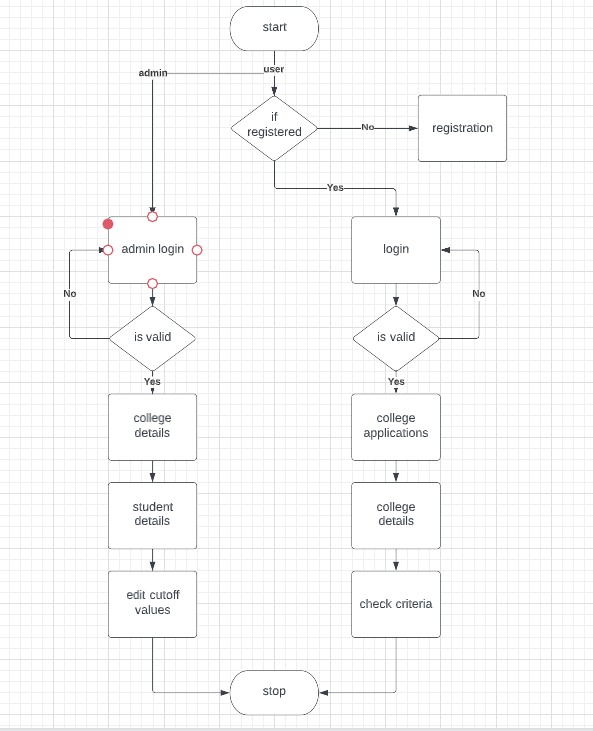 start
admin
user
if
registered
No
registration
Yes
admin login
login
No
No
is valid
is valid
Yes
Yes
college
details
college
applications
student
details
college
details
edit cutoff
values
check criteria
stop